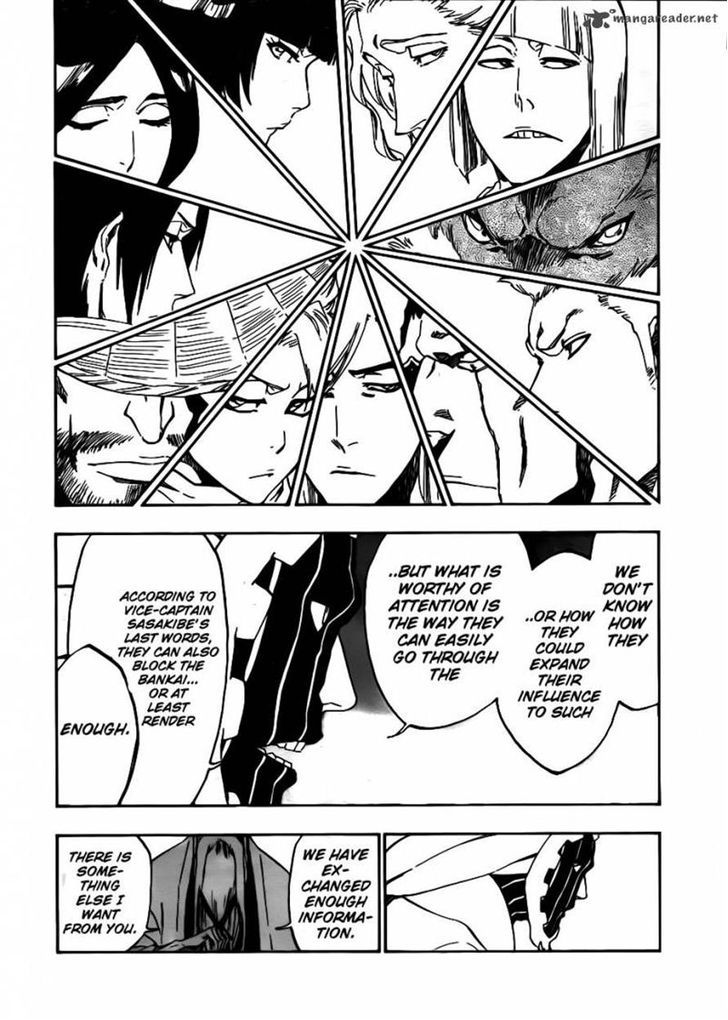 mangareader.net
WE
DON'T
KNOW
HOW
THEY
..OR HOW
THEY
COULD
EXPAND
THEIR
INFLUENCE
TO SUCH
..BUT WHAT IS
WORTHY OF
ATTENTION IS
THE WAY THEY
CAN EASILY
GO THROUGH
THE
ACCORDING TO
VICE-CAPTAIN
SASAKIBE'S
LAST WORDS,
THEY CAN ALSO
BLOCK THE
BANKAI...
OR AT
LEAST
RENDER
ENOUGH.
WE HAVE
EX-
CHANGED
ENOUGH
INFORMA-
TION.
THERE IS
SOME-
THING
ELSE I
WANT
FROM YOU.